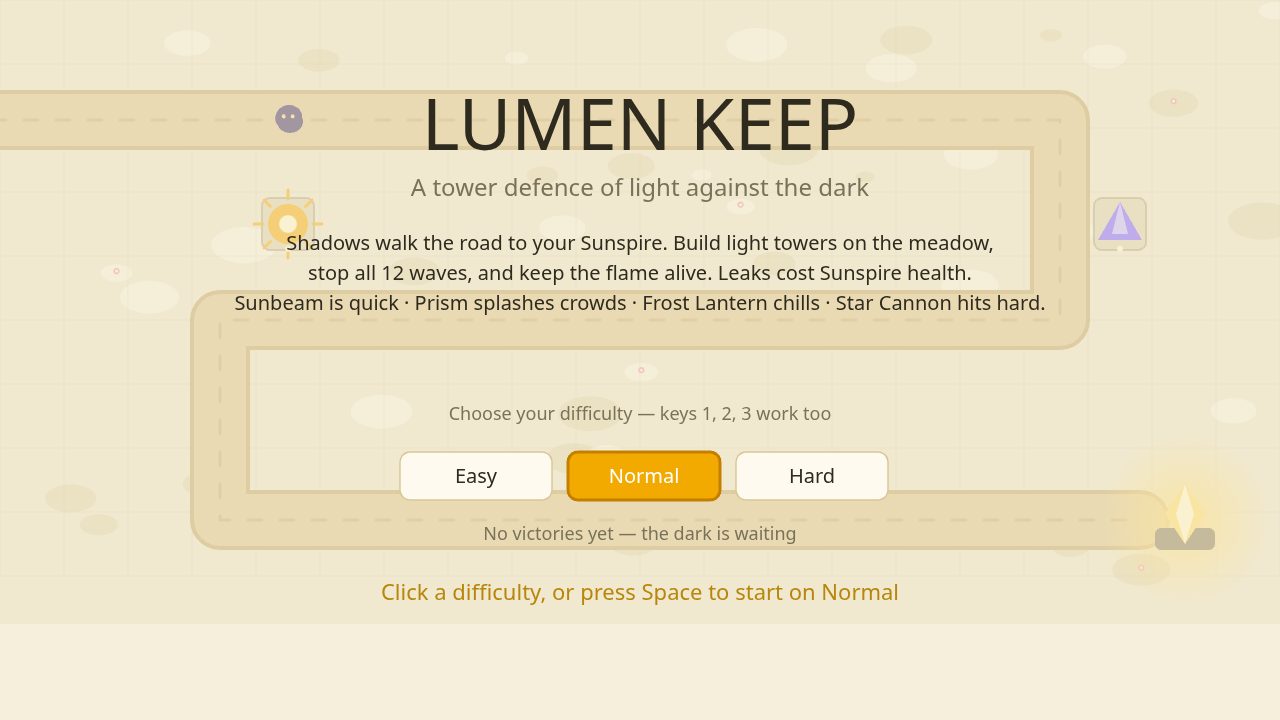 LUMEN KEEP
A tower defence of light against the dark
Shadows walk the road to your Sunspire. Build light towers on the meadow,
stop all 12 waves, and keep the flame alive. Leaks cost Sunspire health.
Sunbeam is quick · Prism splashes crowds · Frost Lantern chills · Star Cannon hits hard.
Choose your difficulty — keys 1, 2, 3 work too
Easy
Normal
Hard
No victories yet — the dark is waiting
Click a difficulty, or press Space to start on Normal